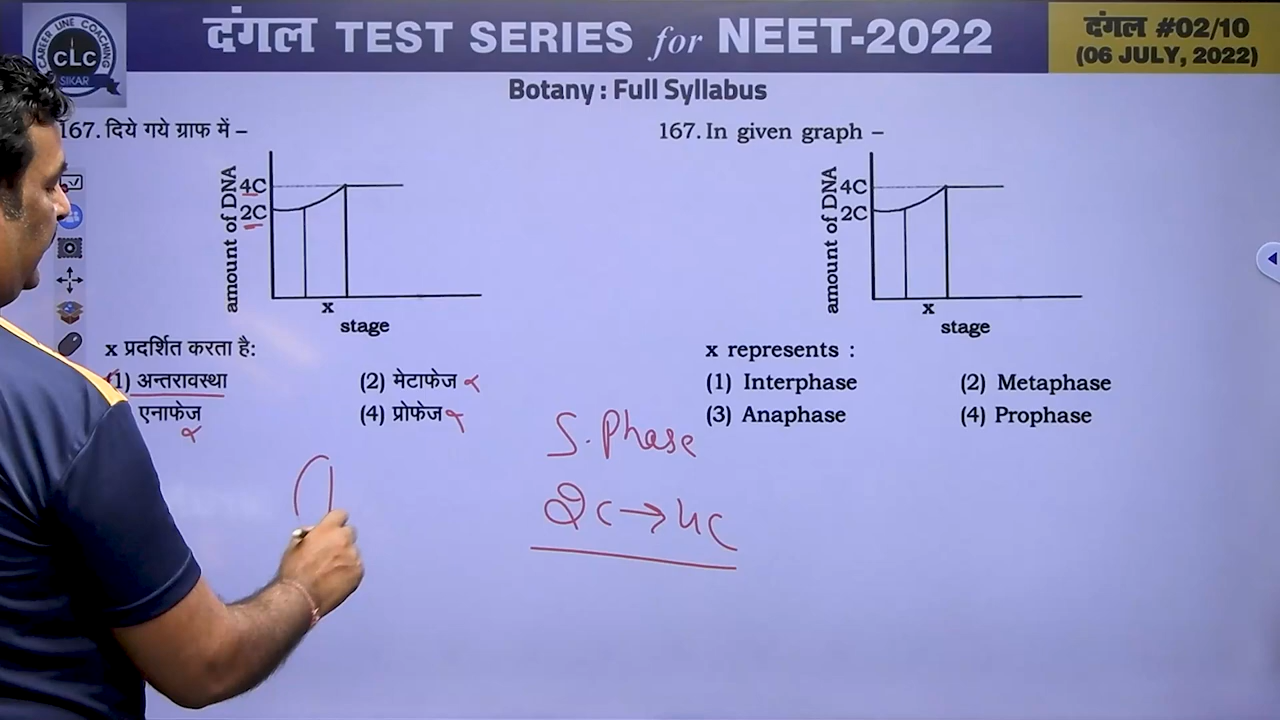 CAREER LINE COACHING
CLC
SIKAR
दंगल TEST SERIES for NEET-2022
दंगल #02/10
(06 JULY, 2022)
Botany : Full Syllabus
167. दिये गये ग्राफ में –
amount of DNA
4C
2C
x
stage
x प्रदर्शित करता है:
(1) अन्तरावस्था
(2) मेटाफेज
एनाफेज
(4) प्रोफेज
167. In given graph –
amount of DNA
4C
2C
x
stage
x represents :
(1) Interphase
(2) Metaphase
(3) Anaphase
(4) Prophase
S. Phase
2C → 4C